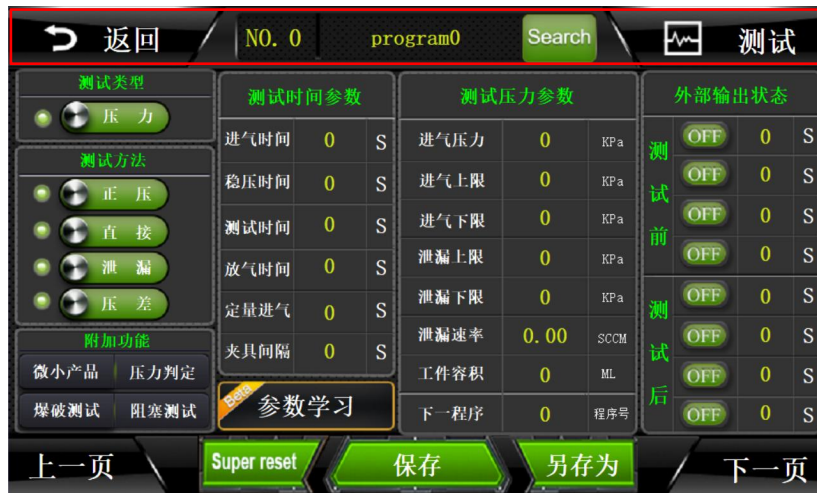 返回 NO. 0 program0 Search 测试
测试类型
压 力
测试方法
正 压
直 接
泄 漏
压 差
附加功能
微小产品 压力判定
爆破测试 阻塞测试
测试时间参数
进气时间 0 S
稳压时间 0 S
测试时间 0 S
放气时间 0 S
定量进气 0 S
夹具间隔 0 S
Beta 参数学习
测试压力参数
进气压力 0 KPa
进气上限 0 KPa
进气下限 0 KPa
泄漏上限 0 KPa
泄漏下限 0 KPa
泄漏速率 0.00 SCCM
工件容积 0 ML
下一程序 0 程序号
外部输出状态
测试前
OFF 0 S
OFF 0 S
OFF 0 S
OFF 0 S
测试后
OFF 0 S
OFF 0 S
OFF 0 S
OFF 0 S
上一页 Super reset 保存 另存为 下一页